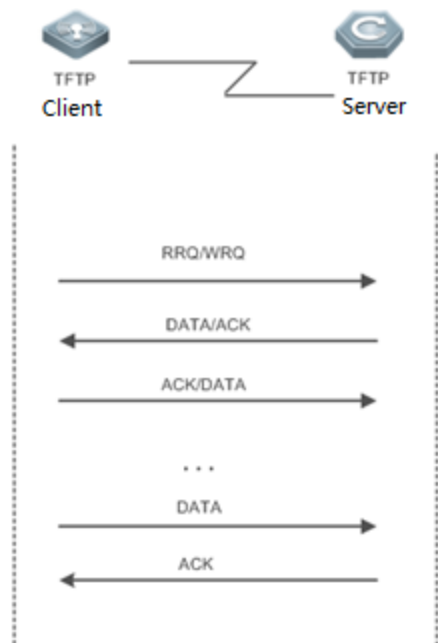 TFTP
Client
TFTP
Server
RRQ/WRQ
DATA/ACK
ACK/DATA
...
DATA
ACK